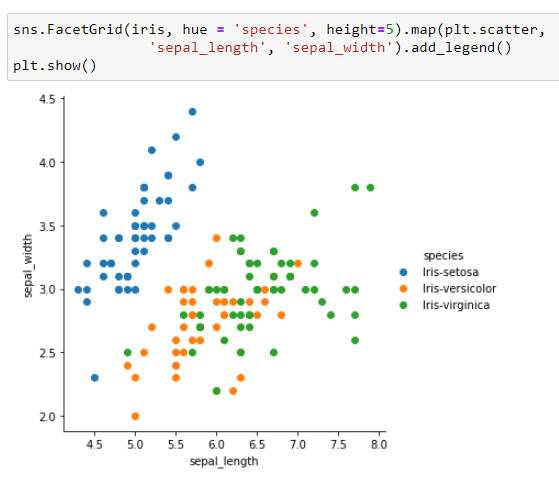 sns.FacetGrid(iris, hue = 'species', height=5).map(plt.scatter,
'sepal_length', 'sepal_width').add_legend()
plt.show()
4.5
4.0
3.5
3.0
2.5
2.0
sepal_width
4.5 5.0 5.5 6.0 6.5 7.0 7.5 8.0
sepal_length
species
Iris-setosa
Iris-versicolor
Iris-virginica